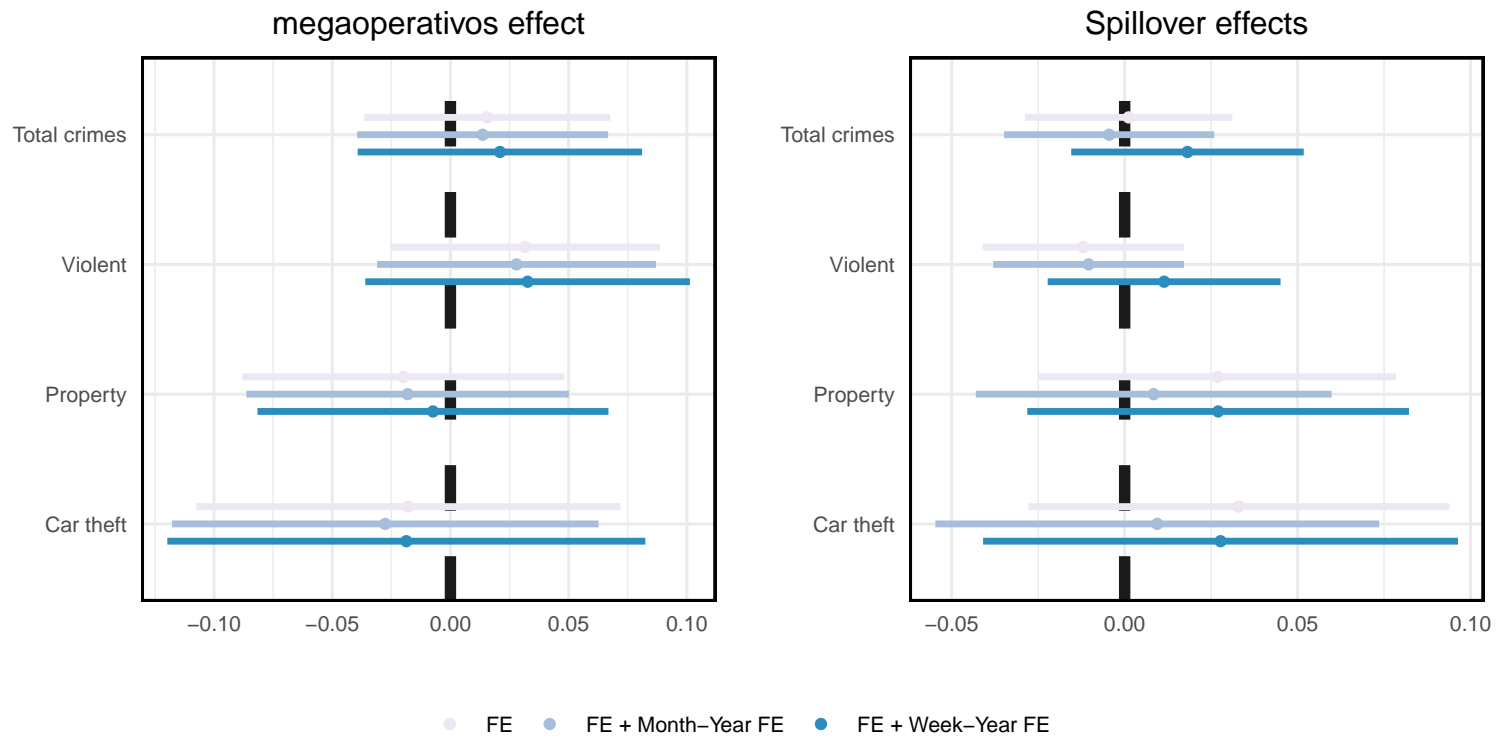 megaoperativos effect
Spillover effects
Total crimes
Violent
Property
Car theft
−0.10 −0.05 0.00 0.05 0.10
Total crimes
Violent
Property
Car theft
−0.05 0.00 0.05 0.10
FE FE + Month−Year FE FE + Week−Year FE